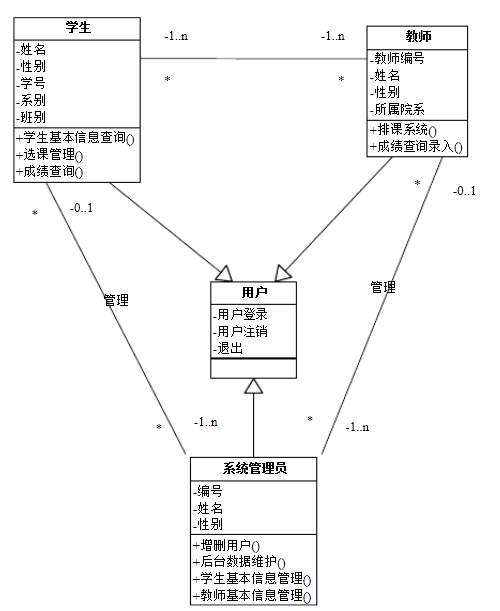 学生
-姓名
-性别
-学号
-系别
-班别
+学生基本信息查询()
+选课管理()
+成绩查询()
-1..n
-1..n
*
*
教师
-教师编号
-姓名
-性别
-所属院系
+排课系统()
+成绩查询录入()
*
-0..1
*
-0..1
管理
管理
用户
-用户登录
-用户注销
-退出
*
-1..n
*
-1..n
系统管理员
-编号
-姓名
-性别
+增删用户()
+后台数据维护()
+学生基本信息管理()
+教师基本信息管理()